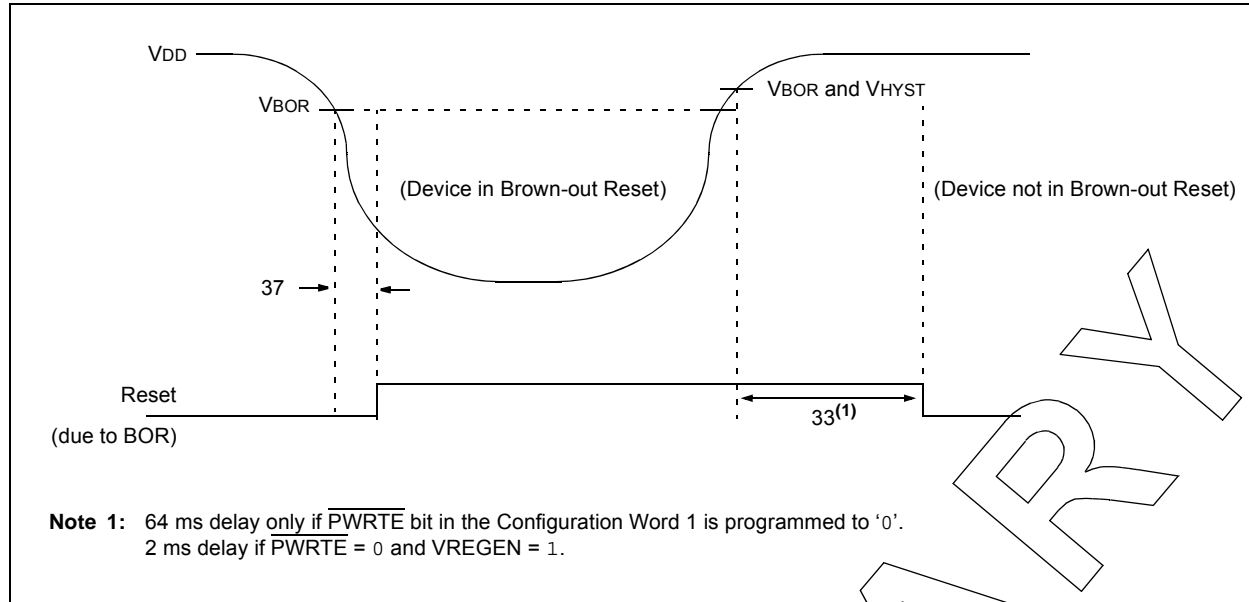 VDD
VBOR
VBOR and VHYST
(Device in Brown-out Reset)
(Device not in Brown-out Reset)
37
Reset
(due to BOR)
33(1)
Note 1: 64 ms delay only if PWRTE bit in the Configuration Word 1 is programmed to ‘0’.
2 ms delay if PWRTE = 0 and VREGEN = 1.
A R Y